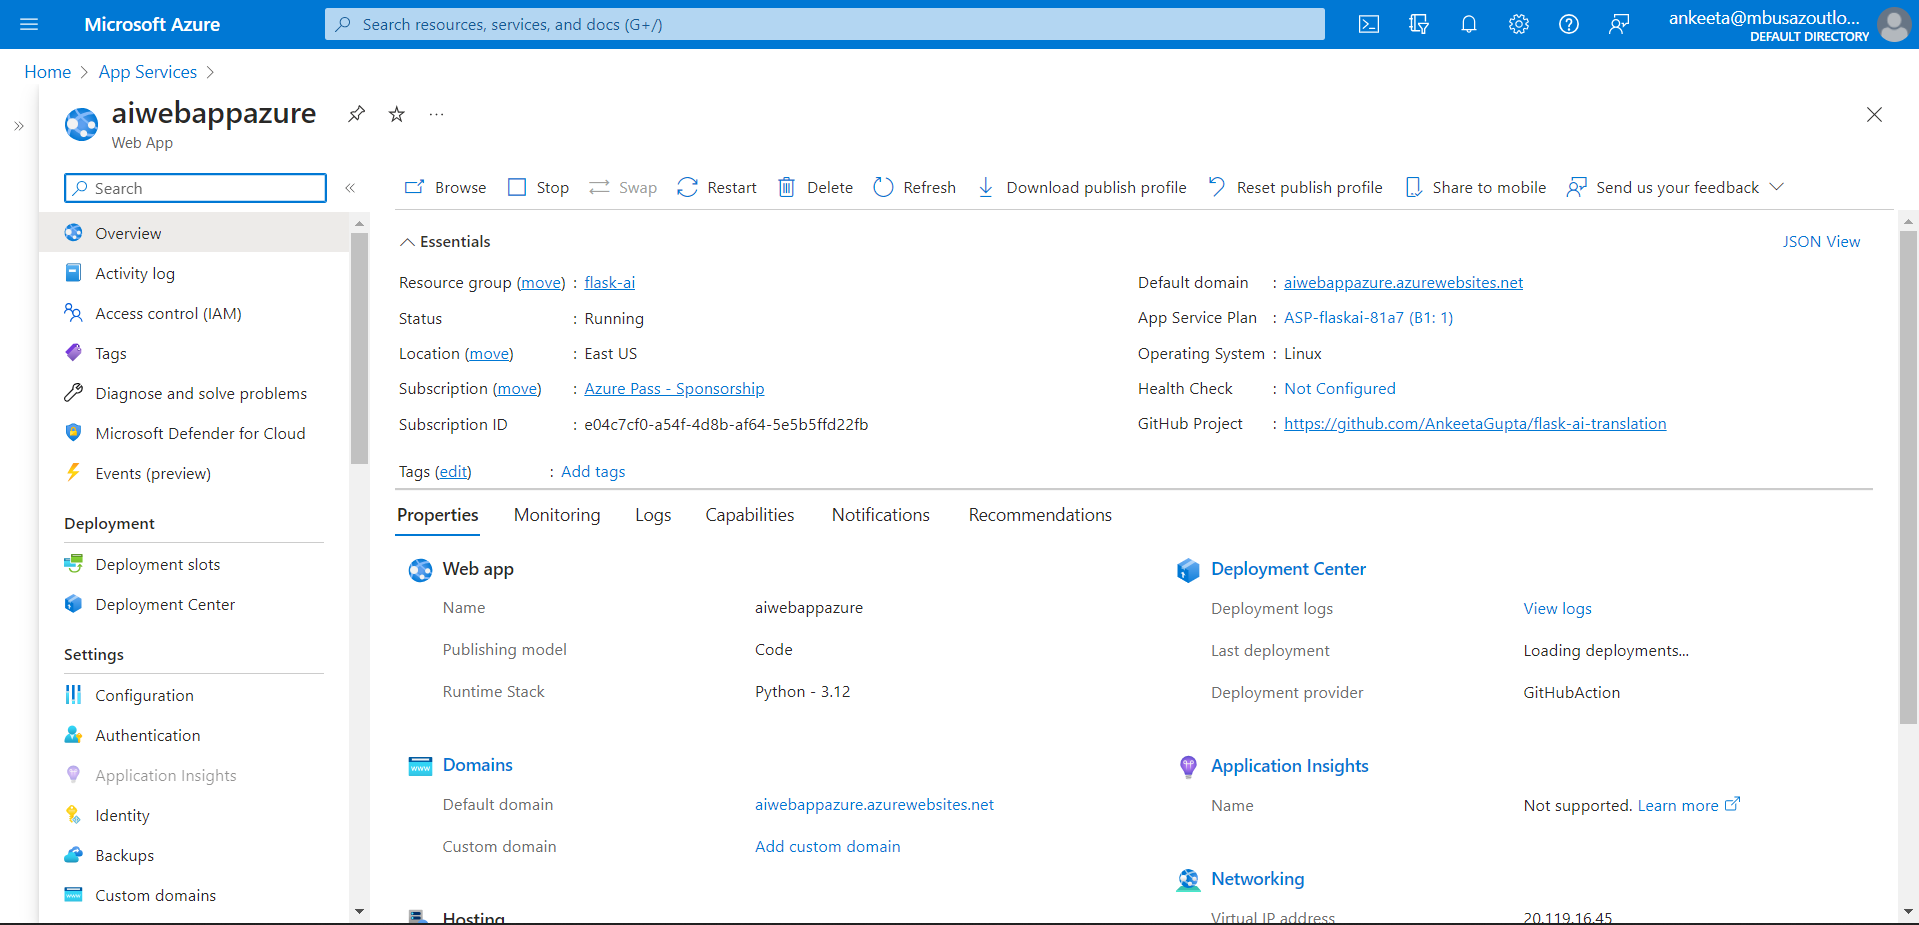 Microsoft Azure
Search resources, services, and docs (G+/)
ankeeta@mbusazoutlo...
DEFAULT DIRECTORY
Home > App Services >
aiwebappazure
Web App
Search
Browse Stop Swap Restart Delete Refresh Download publish profile Reset publish profile Share to mobile Send us your feedback
Overview
Activity log
Access control (IAM)
Tags
Diagnose and solve problems
Microsoft Defender for Cloud
Events (preview)
Deployment
Deployment slots
Deployment Center
Settings
Configuration
Authentication
Application Insights
Identity
Backups
Custom domains
Essentials
JSON View
Resource group (move) : flask-ai
Status : Running
Location (move) : East US
Subscription (move) : Azure Pass - Sponsorship
Subscription ID : e04c7cf0-a54f-4d8b-af64-5e5b5ffd22fb
Default domain : aiwebappazure.azurewebsites.net
App Service Plan : ASP-flaskai-81a7 (B1: 1)
Operating System : Linux
Health Check : Not Configured
GitHub Project : https://github.com/AnkeetaGupta/flask-ai-translation
Tags (edit) : Add tags
Properties Monitoring Logs Capabilities Notifications Recommendations
Web app
Name aiwebappazure
Publishing model Code
Runtime Stack Python - 3.12
Domains
Default domain aiwebappazure.azurewebsites.net
Custom domain Add custom domain
Hosting
Deployment Center
Deployment logs View logs
Last deployment Loading deployments...
Deployment provider GitHubAction
Application Insights
Name Not supported. Learn more
Networking
Virtual IP address 20.119.16.45